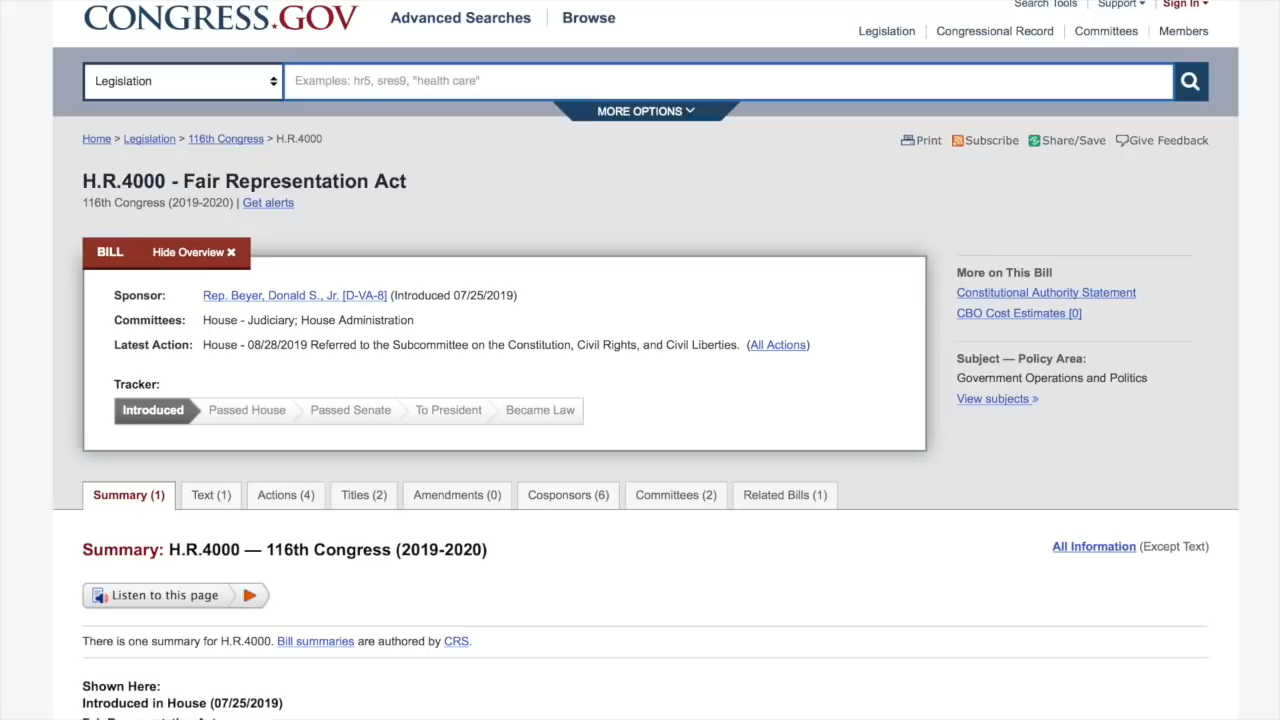 CONGRESS.GOV Advanced Searches Browse
Search Tools Support Sign In
Legislation Congressional Record Committees Members
Legislation Examples: hr5, sres9, "health care"
MORE OPTIONS
Home > Legislation > 116th Congress > H.R.4000
Print Subscribe Share/Save Give Feedback
H.R.4000 - Fair Representation Act
116th Congress (2019-2020) | Get alerts
BILL Hide Overview ×
Sponsor: Rep. Beyer, Donald S., Jr. [D-VA-8] (Introduced 07/25/2019)
Committees: House - Judiciary; House Administration
Latest Action: House - 08/28/2019 Referred to the Subcommittee on the Constitution, Civil Rights, and Civil Liberties. (All Actions)
Tracker:
Introduced Passed House Passed Senate To President Became Law
More on This Bill
Constitutional Authority Statement
CBO Cost Estimates [0]
Subject — Policy Area:
Government Operations and Politics
View subjects »
Summary (1) Text (1) Actions (4) Titles (2) Amendments (0) Cosponsors (6) Committees (2) Related Bills (1)
Summary: H.R.4000 — 116th Congress (2019-2020)
All Information (Except Text)
Listen to this page
There is one summary for H.R.4000. Bill summaries are authored by CRS.
Shown Here:
Introduced in House (07/25/2019)